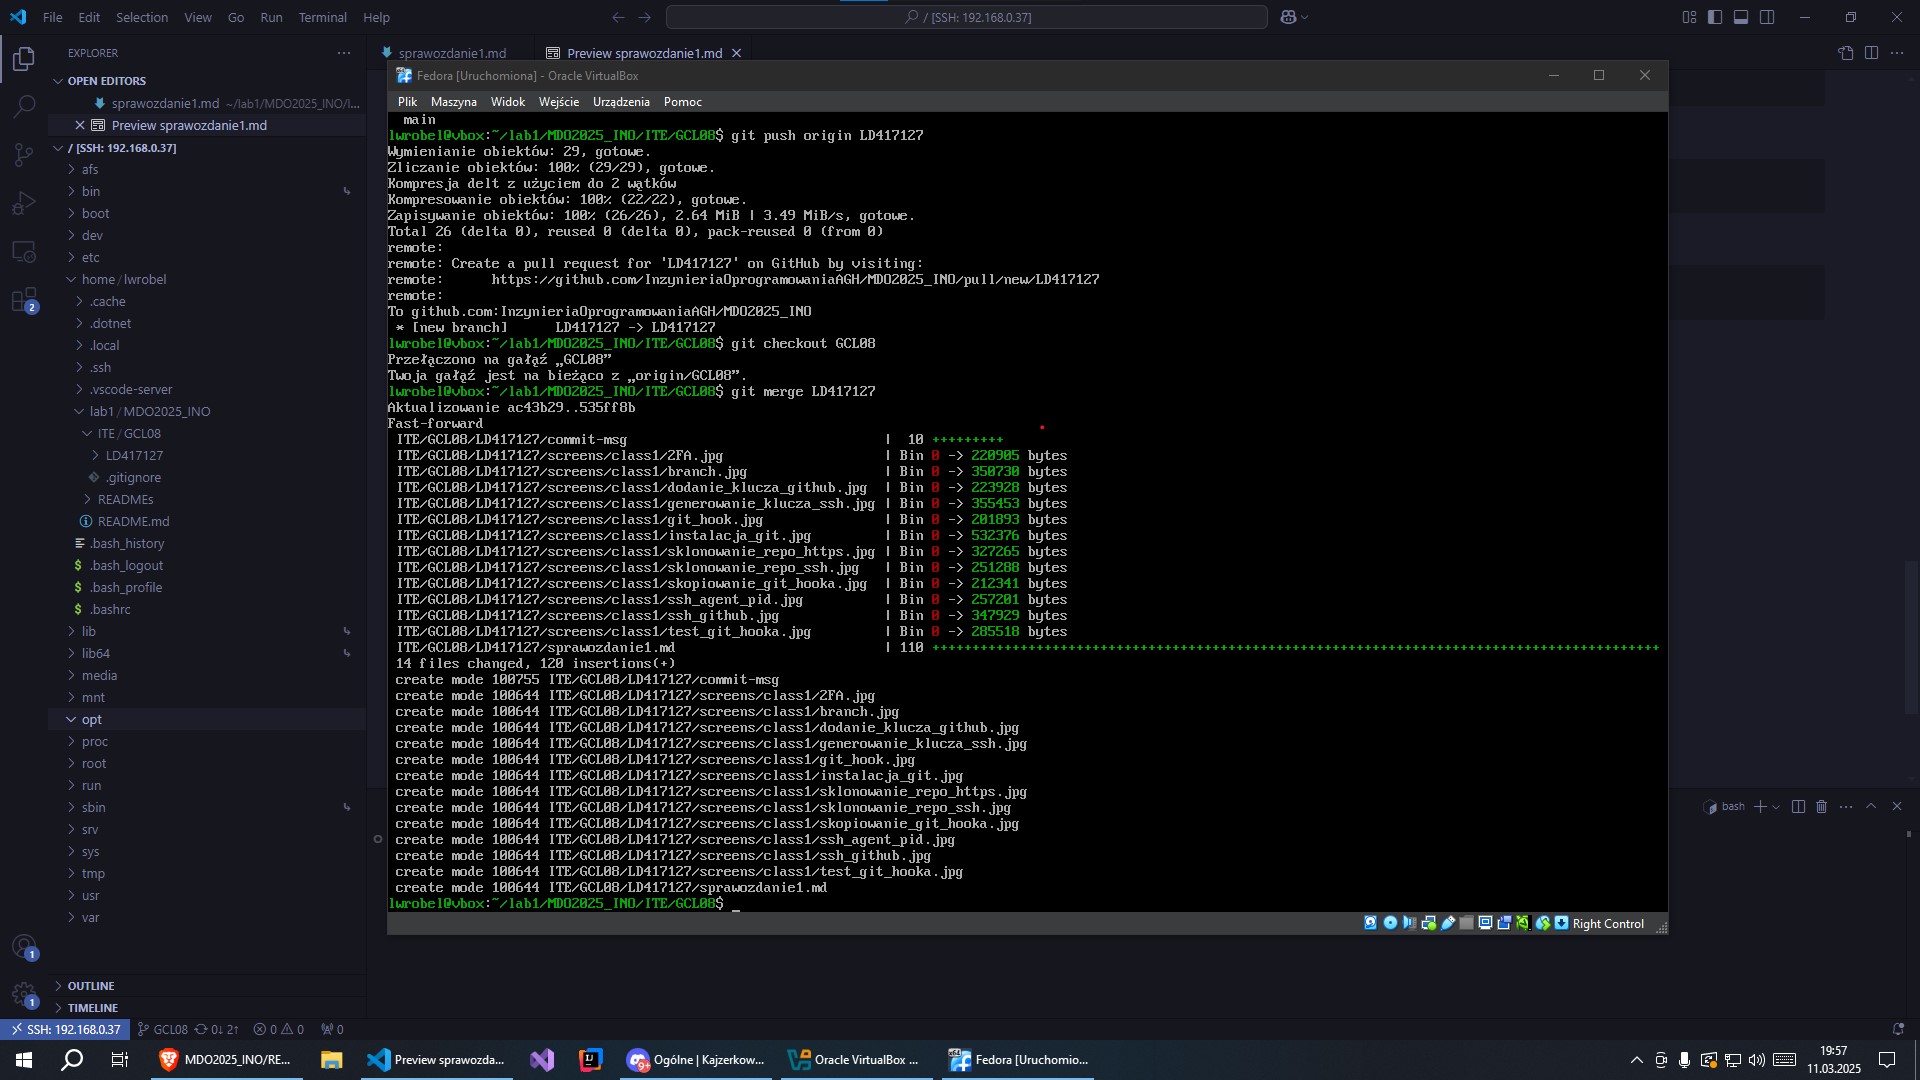 File Edit Selection View Go Run Terminal Help
/ [SSH: 192.168.0.37]
EXPLORER
sprawozdanie1.md
Preview sprawozdanie1.md
OPEN EDITORS
sprawozdanie1.md ~/lab1/MDO2025_INO/I...
Preview sprawozdanie1.md
/ [SSH: 192.168.0.37]
afs
bin
boot
dev
etc
home / lwrobel
.cache
.dotnet
.local
.ssh
.vscode-server
lab1 / MDO2025_INO
ITE / GCL08
LD417127
.gitignore
READMEs
README.md
.bash_history
.bash_logout
.bash_profile
.bashrc
lib
lib64
media
mnt
opt
proc
root
run
sbin
srv
sys
tmp
usr
var
OUTLINE
TIMELINE
2
1
1
Fedora [Uruchomiona] - Oracle VirtualBox
Plik Maszyna Widok Wejście Urządzenia Pomoc
main
lwrobel@vbox:~/lab1/MDO2025_INO/ITE/GCL08$ git push origin LD417127
Wymienianie obiektów: 29, gotowe.
Zliczanie obiektów: 100% (29/29), gotowe.
Kompresja delt z użyciem do 2 wątków
Kompresowanie obiektów: 100% (22/22), gotowe.
Zapisywanie obiektów: 100% (26/26), 2.64 MiB | 3.49 MiB/s, gotowe.
Total 26 (delta 0), reused 0 (delta 0), pack-reused 0 (from 0)
remote:
remote: Create a pull request for 'LD417127' on GitHub by visiting:
remote:      https://github.com/InzynieriaOprogramowaniaAGH/MDO2025_INO/pull/new/LD417127
remote:
To github.com:InzynieriaOprogramowaniaAGH/MDO2025_INO
* [new branch]      LD417127 -> LD417127
lwrobel@vbox:~/lab1/MDO2025_INO/ITE/GCL08$ git checkout GCL08
Przełączono na gałąź „GCL08”
Twoja gałąź jest na bieżąco z „origin/GCL08”.
lwrobel@vbox:~/lab1/MDO2025_INO/ITE/GCL08$ git merge LD417127
Aktualizowanie ac43b29..535ff8b
Fast-forward
ITE/GCL08/LD417127/commit-msg | 10 +++++++++
ITE/GCL08/LD417127/screens/class1/2FA.jpg | Bin 0 -> 220905 bytes
ITE/GCL08/LD417127/screens/class1/branch.jpg | Bin 0 -> 350730 bytes
ITE/GCL08/LD417127/screens/class1/dodanie_klucza_github.jpg | Bin 0 -> 223928 bytes
ITE/GCL08/LD417127/screens/class1/generowanie_klucza_ssh.jpg | Bin 0 -> 355453 bytes
ITE/GCL08/LD417127/screens/class1/git_hook.jpg | Bin 0 -> 201893 bytes
ITE/GCL08/LD417127/screens/class1/instalacja_git.jpg | Bin 0 -> 532376 bytes
ITE/GCL08/LD417127/screens/class1/sklonowanie_repo_https.jpg | Bin 0 -> 327265 bytes
ITE/GCL08/LD417127/screens/class1/sklonowanie_repo_ssh.jpg | Bin 0 -> 251288 bytes
ITE/GCL08/LD417127/screens/class1/skopiowanie_git_hooka.jpg | Bin 0 -> 212341 bytes
ITE/GCL08/LD417127/screens/class1/ssh_agent_pid.jpg | Bin 0 -> 257201 bytes
ITE/GCL08/LD417127/screens/class1/ssh_github.jpg | Bin 0 -> 347929 bytes
ITE/GCL08/LD417127/screens/class1/test_git_hooka.jpg | Bin 0 -> 285518 bytes
ITE/GCL08/LD417127/sprawozdanie1.md | 110 +++++++++++++++++++++++++++++++++++++++++++++++++++++++++++++++++++++++++++++++++++++++++++
14 files changed, 120 insertions(+)
create mode 100755 ITE/GCL08/LD417127/commit-msg
create mode 100644 ITE/GCL08/LD417127/screens/class1/2FA.jpg
create mode 100644 ITE/GCL08/LD417127/screens/class1/branch.jpg
create mode 100644 ITE/GCL08/LD417127/screens/class1/dodanie_klucza_github.jpg
create mode 100644 ITE/GCL08/LD417127/screens/class1/generowanie_klucza_ssh.jpg
create mode 100644 ITE/GCL08/LD417127/screens/class1/git_hook.jpg
create mode 100644 ITE/GCL08/LD417127/screens/class1/instalacja_git.jpg
create mode 100644 ITE/GCL08/LD417127/screens/class1/sklonowanie_repo_https.jpg
create mode 100644 ITE/GCL08/LD417127/screens/class1/sklonowanie_repo_ssh.jpg
create mode 100644 ITE/GCL08/LD417127/screens/class1/skopiowanie_git_hooka.jpg
create mode 100644 ITE/GCL08/LD417127/screens/class1/ssh_agent_pid.jpg
create mode 100644 ITE/GCL08/LD417127/screens/class1/ssh_github.jpg
create mode 100644 ITE/GCL08/LD417127/screens/class1/test_git_hooka.jpg
create mode 100644 ITE/GCL08/LD417127/sprawozdanie1.md
lwrobel@vbox:~/lab1/MDO2025_INO/ITE/GCL08$ _
Right Control
bash
SSH: 192.168.0.37 GCL08 0↓ 2↑ 0 0 0
MDO2025_INO/RE... Preview sprawozda... Ogólne | Kajzerkow... Oracle VirtualBox ... Fedora [Uruchomio...
9+
19:57
11.03.2025